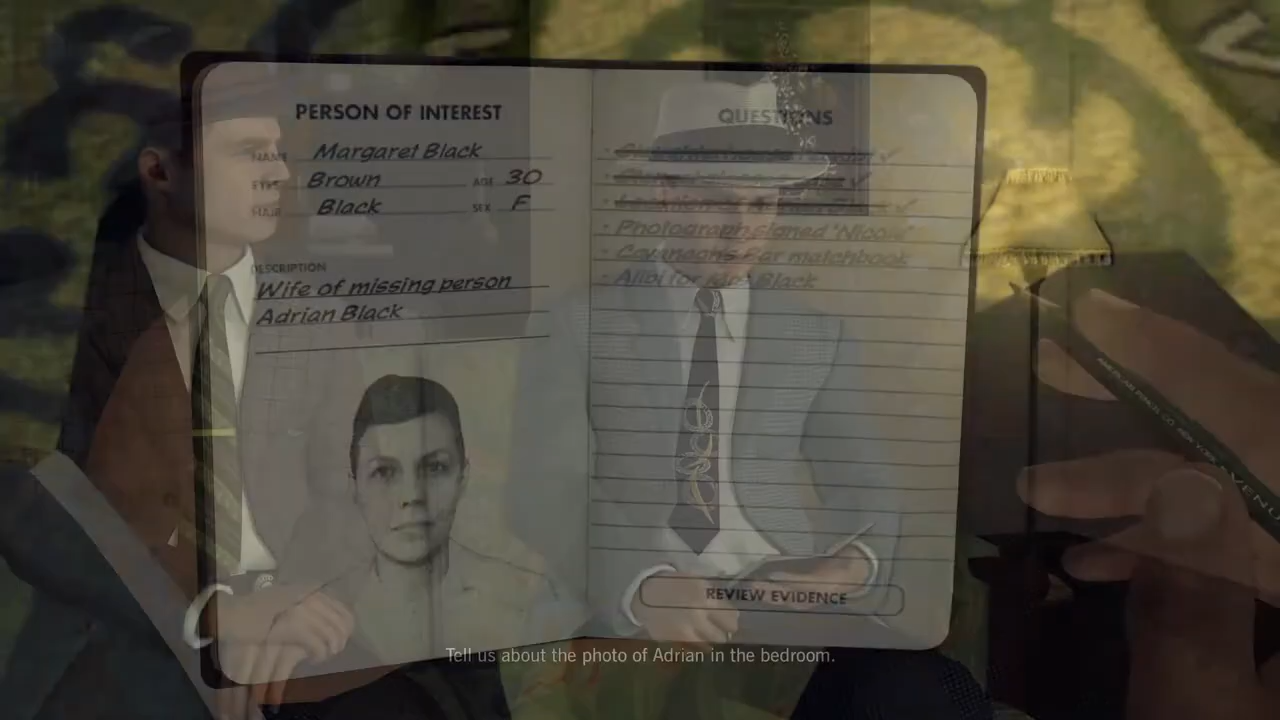 PERSON OF INTEREST
NAME Margaret Black
EYES Brown AGE 30
HAIR Black SEX F
DESCRIPTION
Wife of missing person
Adrian Black
QUESTIONS
Photograph signed 'Nicole'
Cavanagh's Bar matchbook
Alibi for Mrs Black
REVIEW EVIDENCE
Tell us about the photo of Adrian in the bedroom.